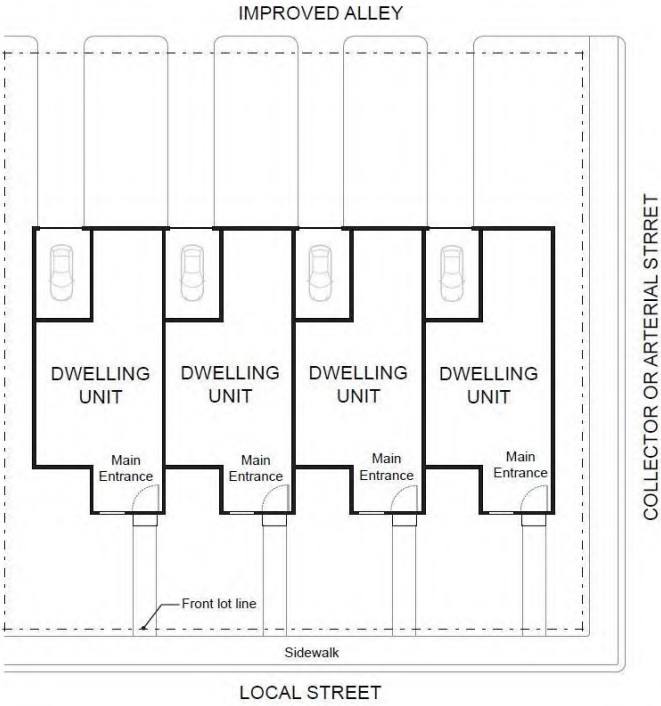 IMPROVED ALLEY
DWELLING
UNIT
DWELLING
UNIT
DWELLING
UNIT
DWELLING
UNIT
Main
Entrance
Main
Entrance
Main
Entrance
Main
Entrance
Front lot line
Sidewalk
LOCAL STREET
COLLECTOR OR ARTERIAL STRRET